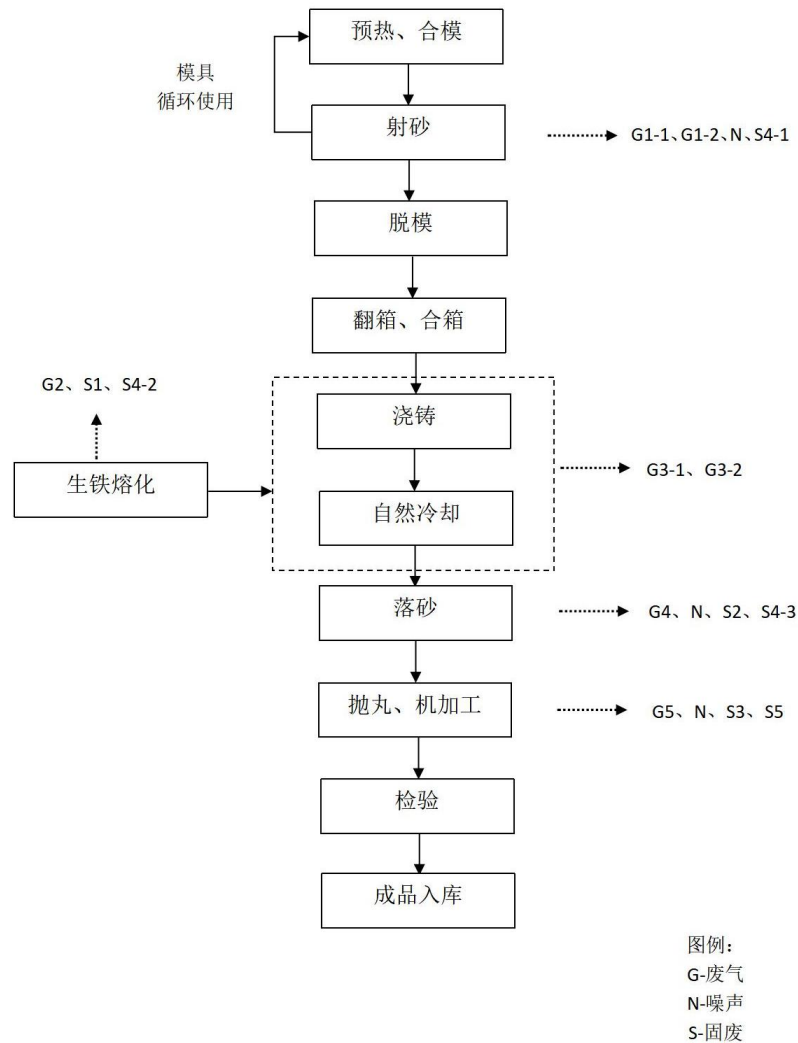 预热、合模
模具
循环使用
射砂
G1-1、G1-2、N、S4-1
脱模
翻箱、合箱
G2、S1、S4-2
浇铸
G3-1、G3-2
生铁熔化
自然冷却
落砂
G4、N、S2、S4-3
抛丸、机加工
G5、N、S3、S5
检验
成品入库
图例：
G-废气
N-噪声
S-固废